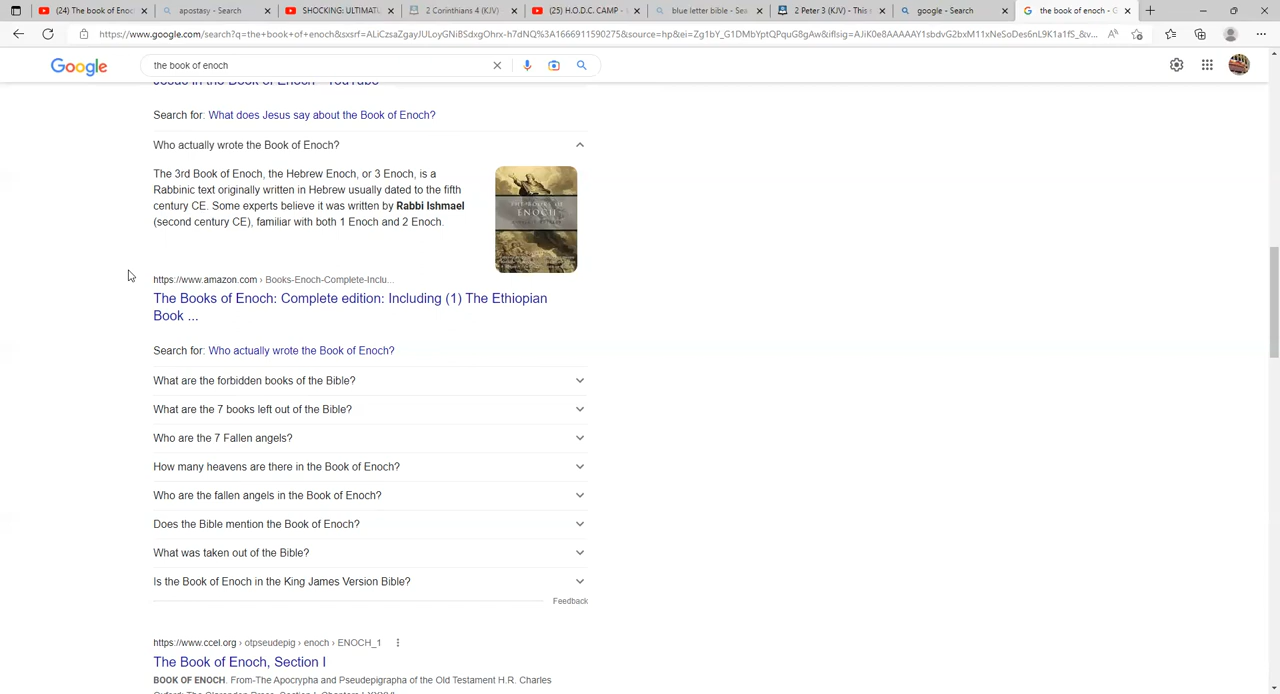 (24) The book of Enoc
apostasy - Search
SHOCKING: ULTIMATU
2 Corinthians 4 (KJV)
(25) H.O.D.C. CAMP -
blue letter bible - Sea
2 Peter 3 (KJV) - This
google - Search
the book of enoch - G
Google
the book of enoch
Jesus in the Book of Enoch - YouTube
Search for: What does Jesus say about the Book of Enoch?
Who actually wrote the Book of Enoch?
The 3rd Book of Enoch, the Hebrew Enoch, or 3 Enoch, is a
Rabbinic text originally written in Hebrew usually dated to the fifth
century CE. Some experts believe it was written by Rabbi Ishmael
(second century CE), familiar with both 1 Enoch and 2 Enoch.
ENOCH
https://www.amazon.com › Books-Enoch-Complete-Inclu...
The Books of Enoch: Complete edition: Including (1) The Ethiopian
Book ...
Search for: Who actually wrote the Book of Enoch?
What are the forbidden books of the Bible?
What are the 7 books left out of the Bible?
Who are the 7 Fallen angels?
How many heavens are there in the Book of Enoch?
Who are the fallen angels in the Book of Enoch?
Does the Bible mention the Book of Enoch?
What was taken out of the Bible?
Is the Book of Enoch in the King James Version Bible?
Feedback
https://www.ccel.org › otpseudepig › enoch › ENOCH_1
The Book of Enoch, Section I
BOOK OF ENOCH. From-The Apocrypha and Pseudepigrapha of the Old Testament H.R. Charles